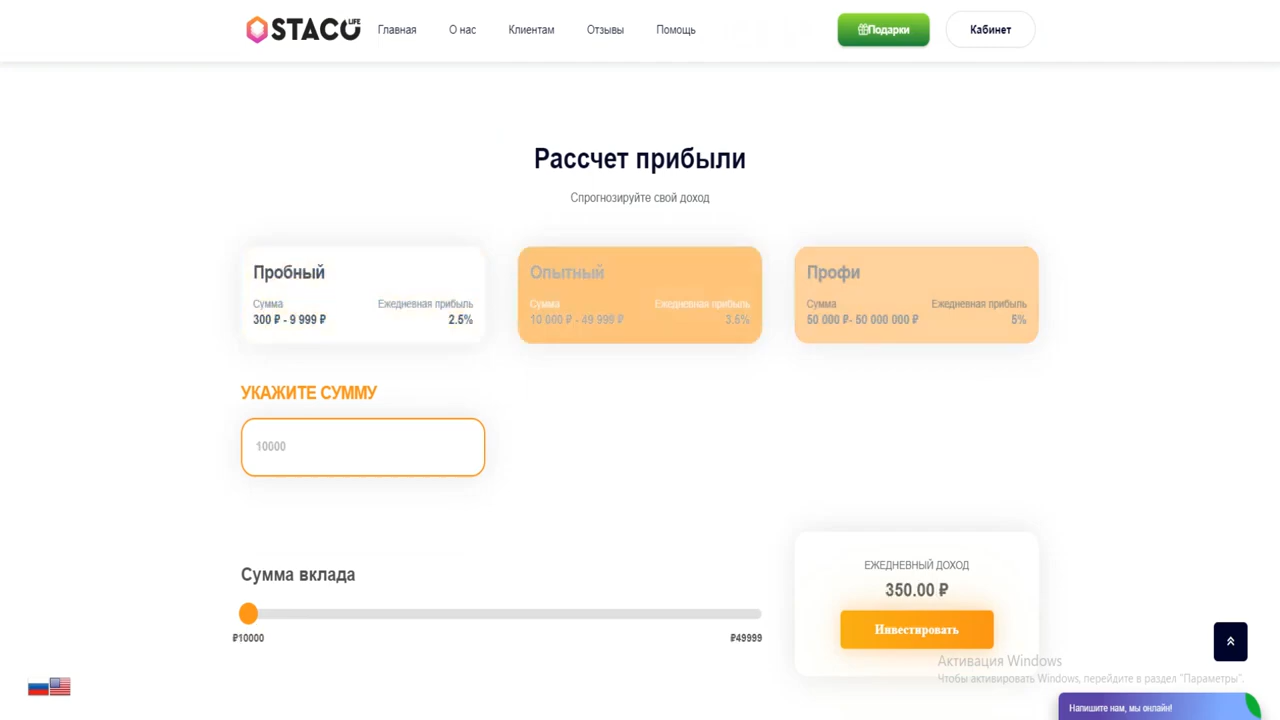 STACO LIFE Главная О нас Клиентам Отзывы Помощь Подарки Кабинет
Рассчет прибыли
Спрогнозируйте свой доход
Пробный
Сумма Ежедневная прибыль
300 ₽ - 9 999 ₽ 2.5%
Опытный
Сумма Ежедневная прибыль
10 000 ₽ - 49 999 ₽ 3.5%
Профи
Сумма Ежедневная прибыль
50 000 ₽- 50 000 000 ₽ 5%
УКАЖИТЕ СУММУ
10000
Сумма вклада
₽10000 ₽49999
ЕЖЕДНЕВНЫЙ ДОХОД
350.00 ₽
Инвестировать
Активация Windows
Чтобы активировать Windows, перейдите в раздел "Параметры".
Напишите нам, мы онлайн!